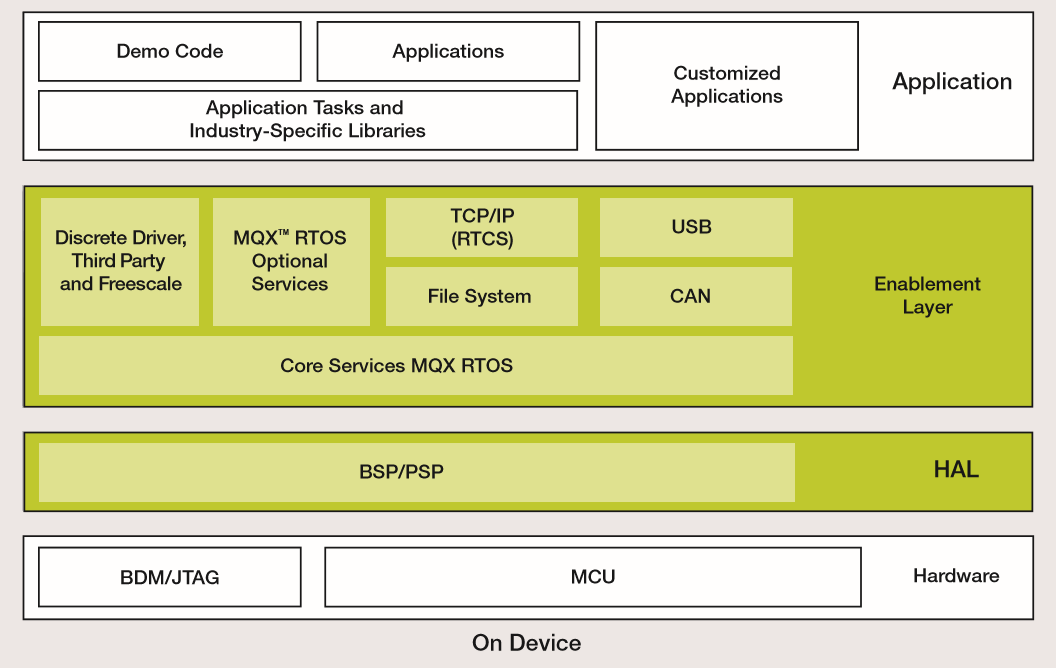 Demo Code
Applications
Customized
Applications
Application
Application Tasks and
Industry-Specific Libraries
Discrete Driver,
Third Party
and Freescale
MQX™ RTOS
Optional
Services
TCP/IP
(RTCS)
USB
File System
CAN
Enablement
Layer
Core Services MQX RTOS
BSP/PSP
HAL
BDM/JTAG
MCU
Hardware
On Device